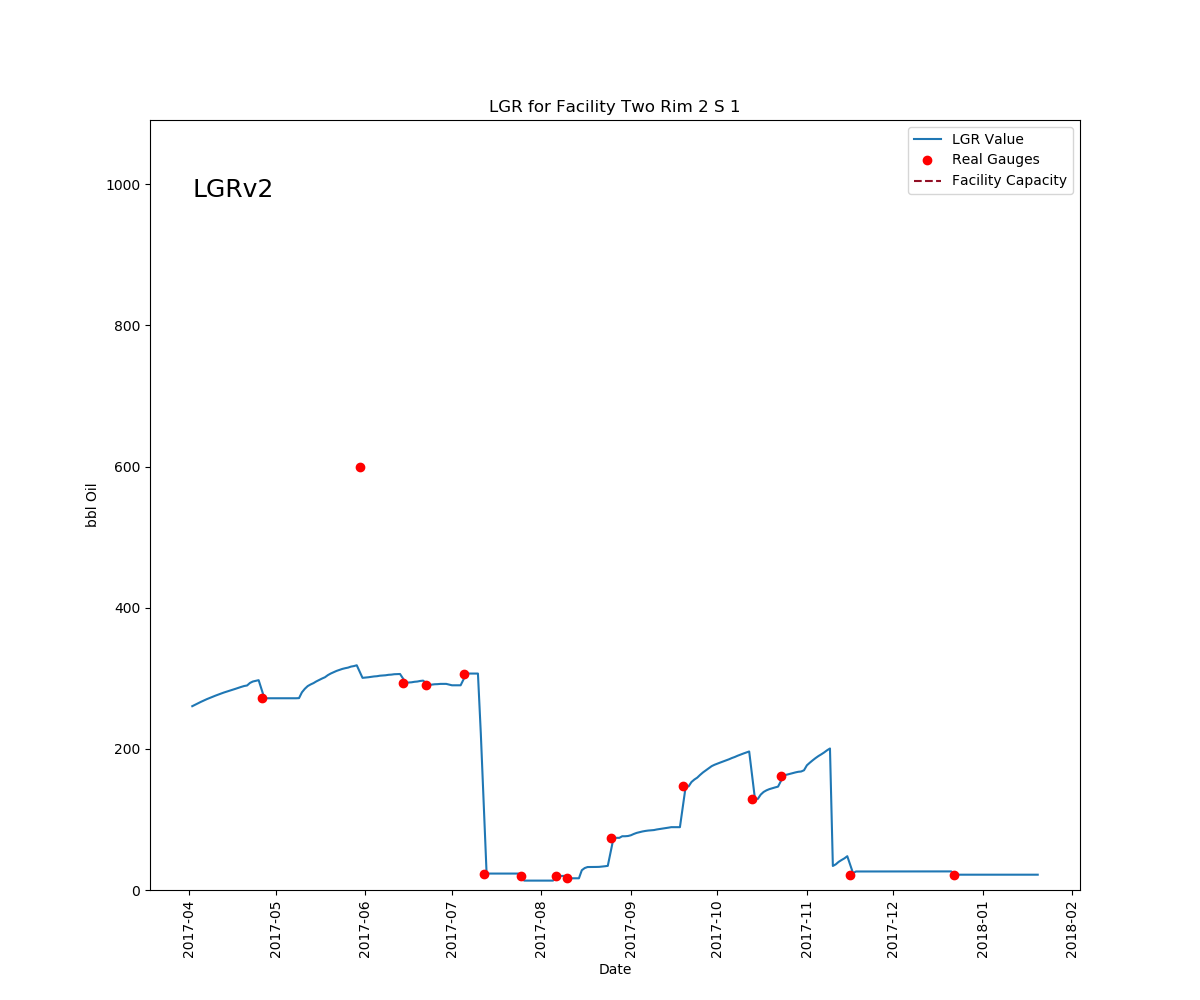 LGR for Facility Two Rim 2 S 1
LGRv2
LGR Value
Real Gauges
Facility Capacity
bbl Oil
1000
800
600
400
200
0
2017-04
2017-05
2017-06
2017-07
2017-08
2017-09
2017-10
2017-11
2017-12
2018-01
2018-02
Date